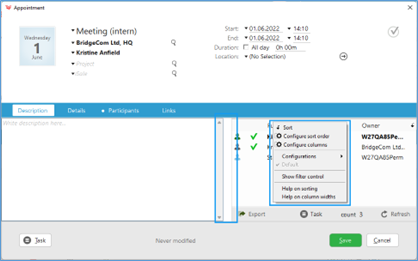 Appointment
Wednesday
1
June
Meeting (intern)
BridgeCom Ltd, HQ
Kristine Anfinsen
Project
Sale
Start: 01.06.2022 14:10
End: 01.06.2022 14:10
Duration: All day 0h 00m
Location: (No Selection)
Description Details Participants Links
Write description here...
Sort
Configure sort order
Configure columns
Configurations
Default
Show filter control
Help on sorting
Help on column widths
Owner
W27QA8SPe...
BridgeCom Ltd...
W27QA8SPerm
Export Task count 3 Refresh
Task Never modified Save Cancel